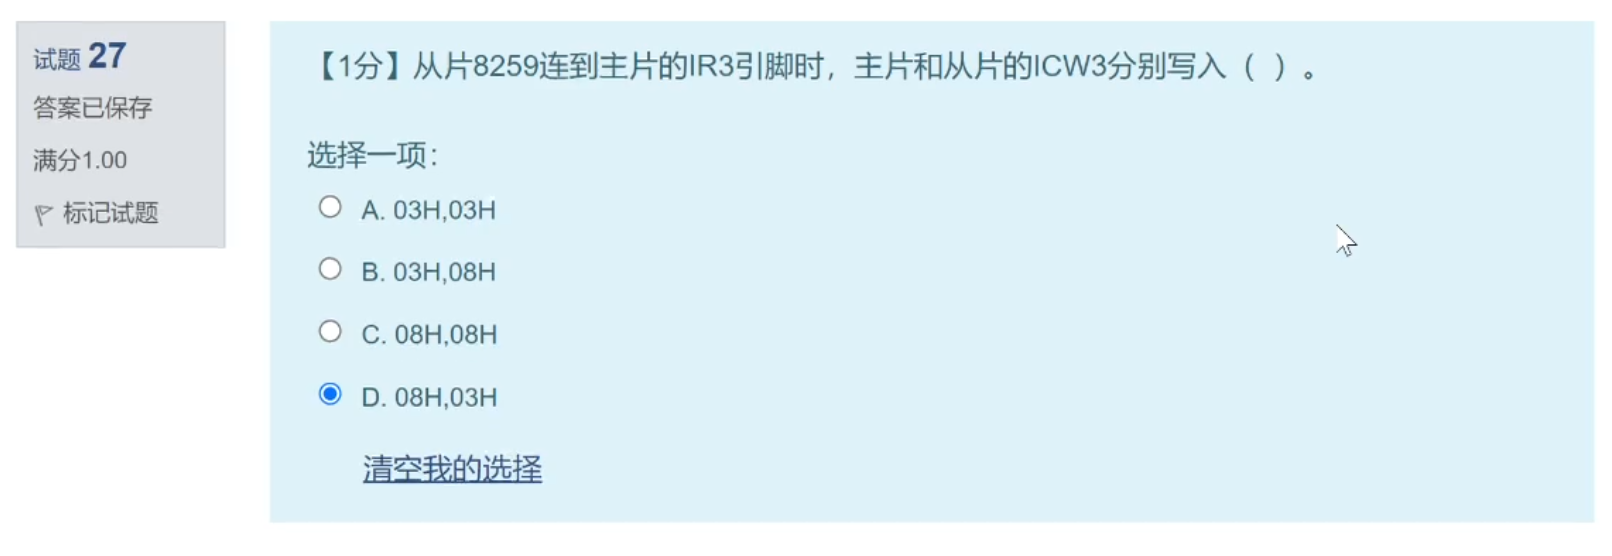 试题 27
答案已保存
满分1.00
标记试题
【1分】从片8259连到主片的IR3引脚时，主片和从片的ICW3分别写入（ ）。
选择一项：
A. 03H,03H
B. 03H,08H
C. 08H,08H
D. 08H,03H
清空我的选择